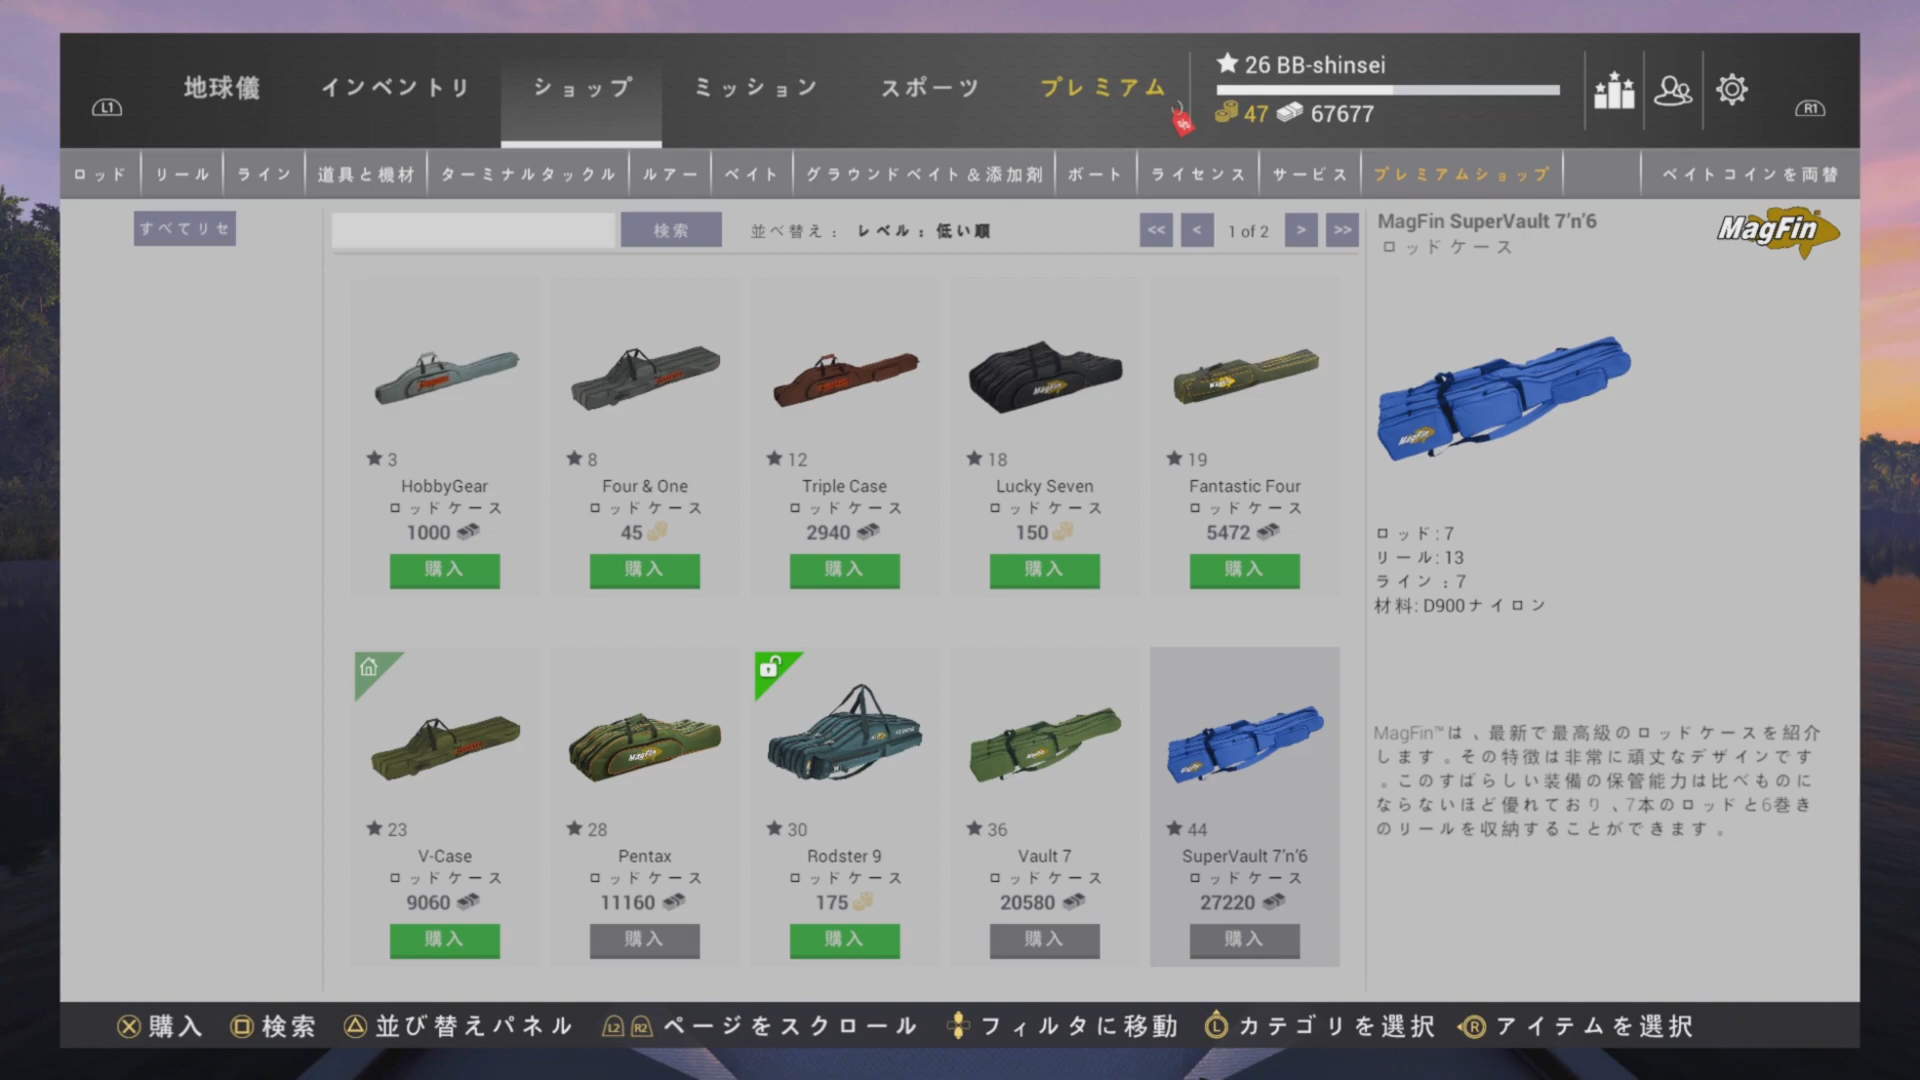 L1
地球儀
インベントリ
ショップ
ミッション
スポーツ
プレミアム
%
26 BB-shinsei
47 67677
R1
ロッド
リール
ライン
道具と機材
ターミナルタックル
ルアー
ベイト
グラウンドベイト&添加剤
ボート
ライセンス
サービス
プレミアムショップ
ベイトコインを両替
すべてリセ
検索
並べ替え: レベル:低い順
<< < 1 of 2 > >>
3
HobbyGear
ロッドケース
1000
購入
8
Four & One
ロッドケース
45
購入
12
Triple Case
ロッドケース
2940
購入
MagFin
18
Lucky Seven
ロッドケース
150
購入
MagFin
19
Fantastic Four
ロッドケース
5472
購入
23
V-Case
ロッドケース
9060
購入
MagFin
28
Pentax
ロッドケース
11160
購入
30
Rodster 9
ロッドケース
175
購入
MagFin
36
Vault 7
ロッドケース
20580
購入
MagFin
44
SuperVault 7'n'6
ロッドケース
27220
購入
MagFin SuperVault 7'n'6
ロッドケース
MagFin
MagFin
ロッド:7
リール:13
ライン:7
材料: D900ナイロン
MagFin™は、最新で最高級のロッドケースを紹介
します。その特徴は非常に頑丈なデザインです
。このすばらしい装備の保管能力は比べものに
ならないほど優れており、7本のロッドと6巻き
のリールを収納することができます。
購入
検索
並び替えパネル
L2 R2 ページをスクロール
フィルタに移動
L カテゴリを選択
R アイテムを選択